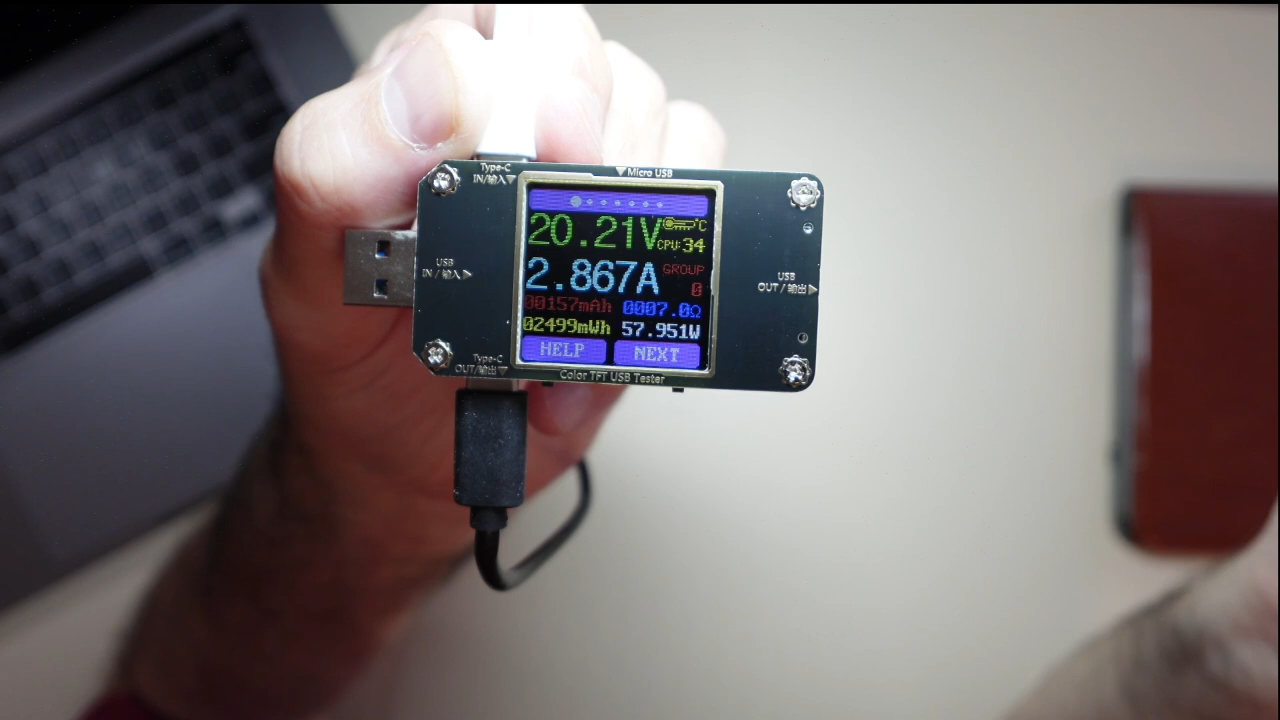 Type-C
IN/输入▼
▼Micro USB
20.21V
°C
CPU:34
2.867A
GROUP
0
00157mAh
0007.0Ω
02499mWh
57.951W
HELP
NEXT
USB
IN / 输入▶
USB
OUT / 输出▶
Type-C
OUT/输出▼
Color TFT USB Tester